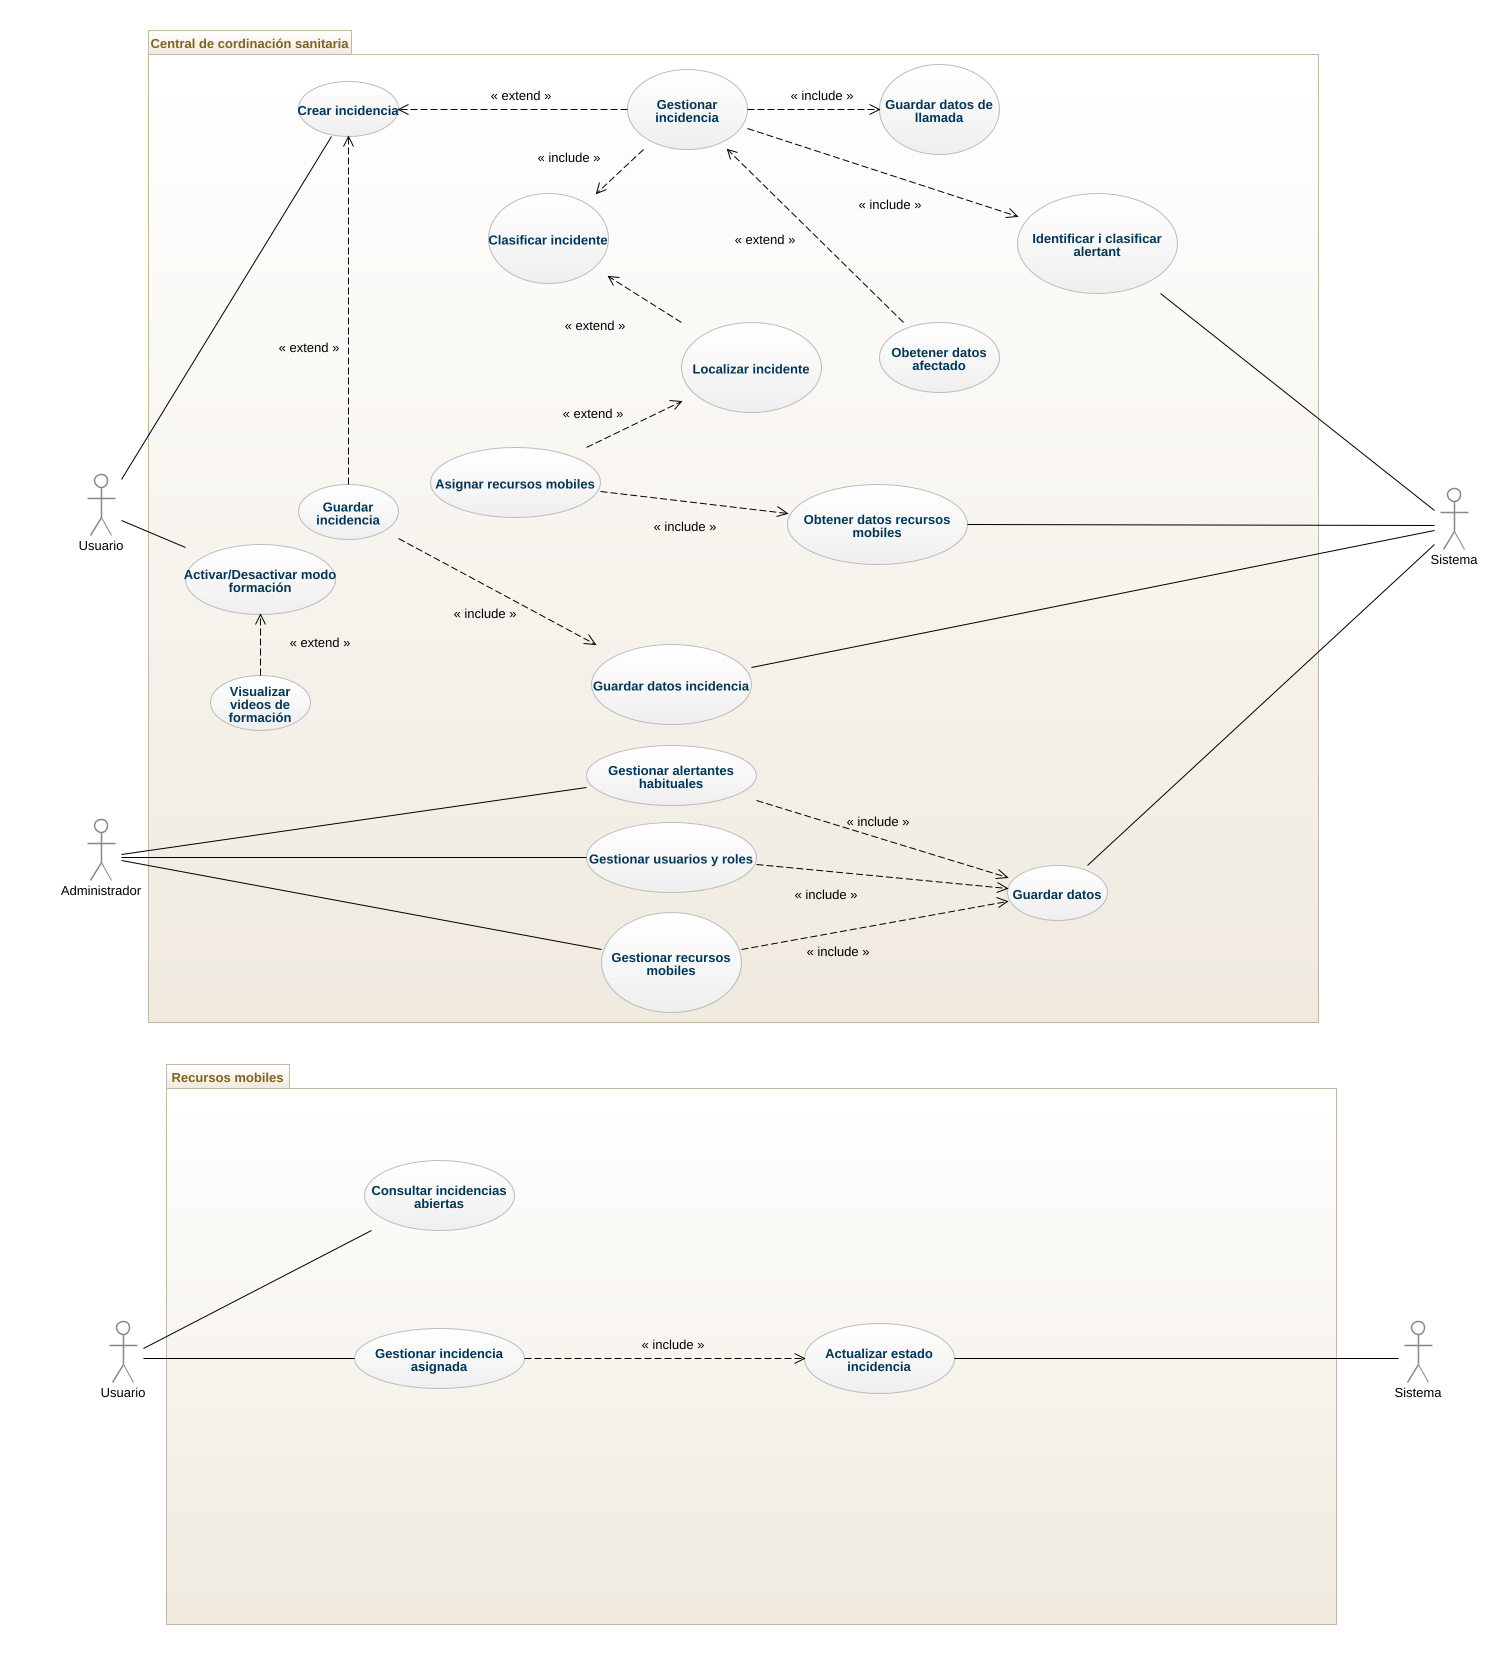 Central de cordinación sanitaria
Crear incidencia
« extend »
Gestionar
incidencia
« include »
Guardar datos de
llamada
« include »
« include »
Clasificar incidente
« extend »
Identificar i clasificar
alertant
« extend »
« extend »
Localizar incidente
Obetener datos
afectado
« extend »
Asignar recursos mobiles
« include »
Obtener datos recursos
mobiles
Guardar
incidencia
Usuario
Sistema
Activar/Desactivar modo
formación
« include »
« extend »
Visualizar
videos de
formación
Guardar datos incidencia
Gestionar alertantes
habituales
« include »
Gestionar usuarios y roles
« include »
Guardar datos
Administrador
Gestionar recursos
mobiles
« include »
Recursos mobiles
Consultar incidencias
abiertas
Gestionar incidencia
asignada
« include »
Actualizar estado
incidencia
Usuario
Sistema